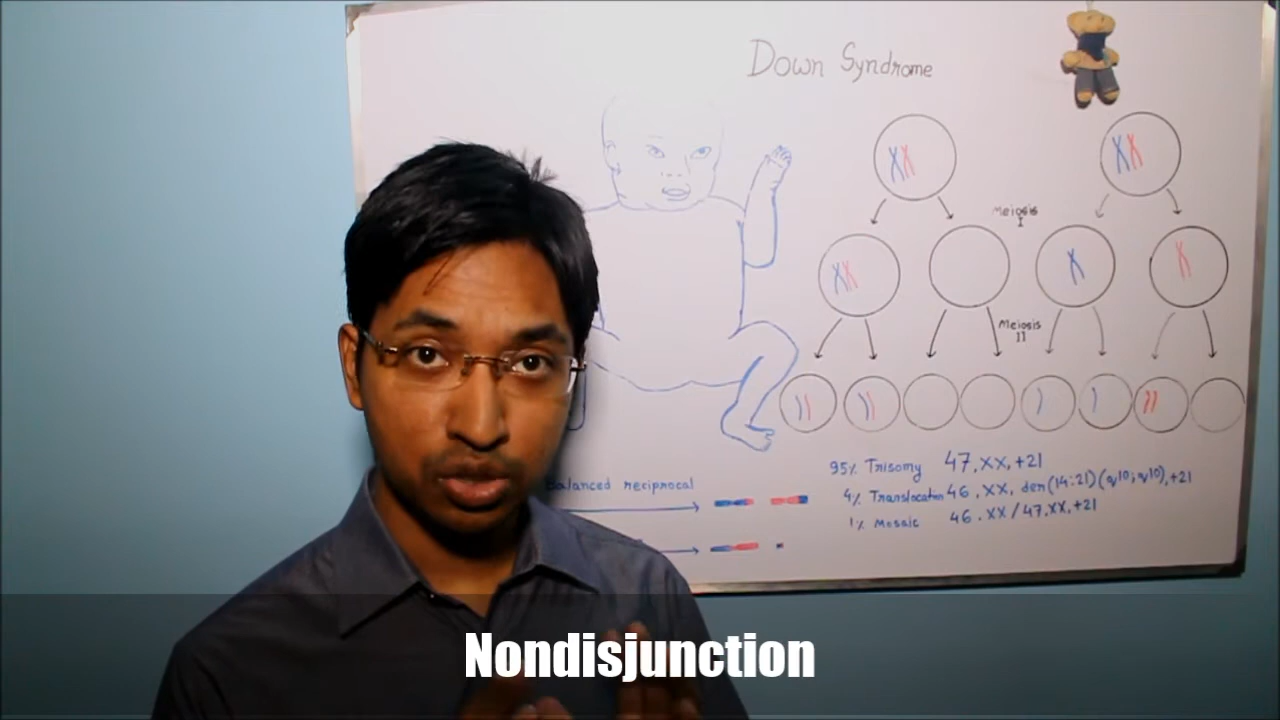 Down Syndrome
Meiosis
I
Meiosis
II
95% Trisomy 47,XX,+21
4% Translocation 46,XX, der(14:21)(q10;q10),+21
1% Mosaic 46.XX/47,XX,+21
Balanced reciprocal
Nondisjunction